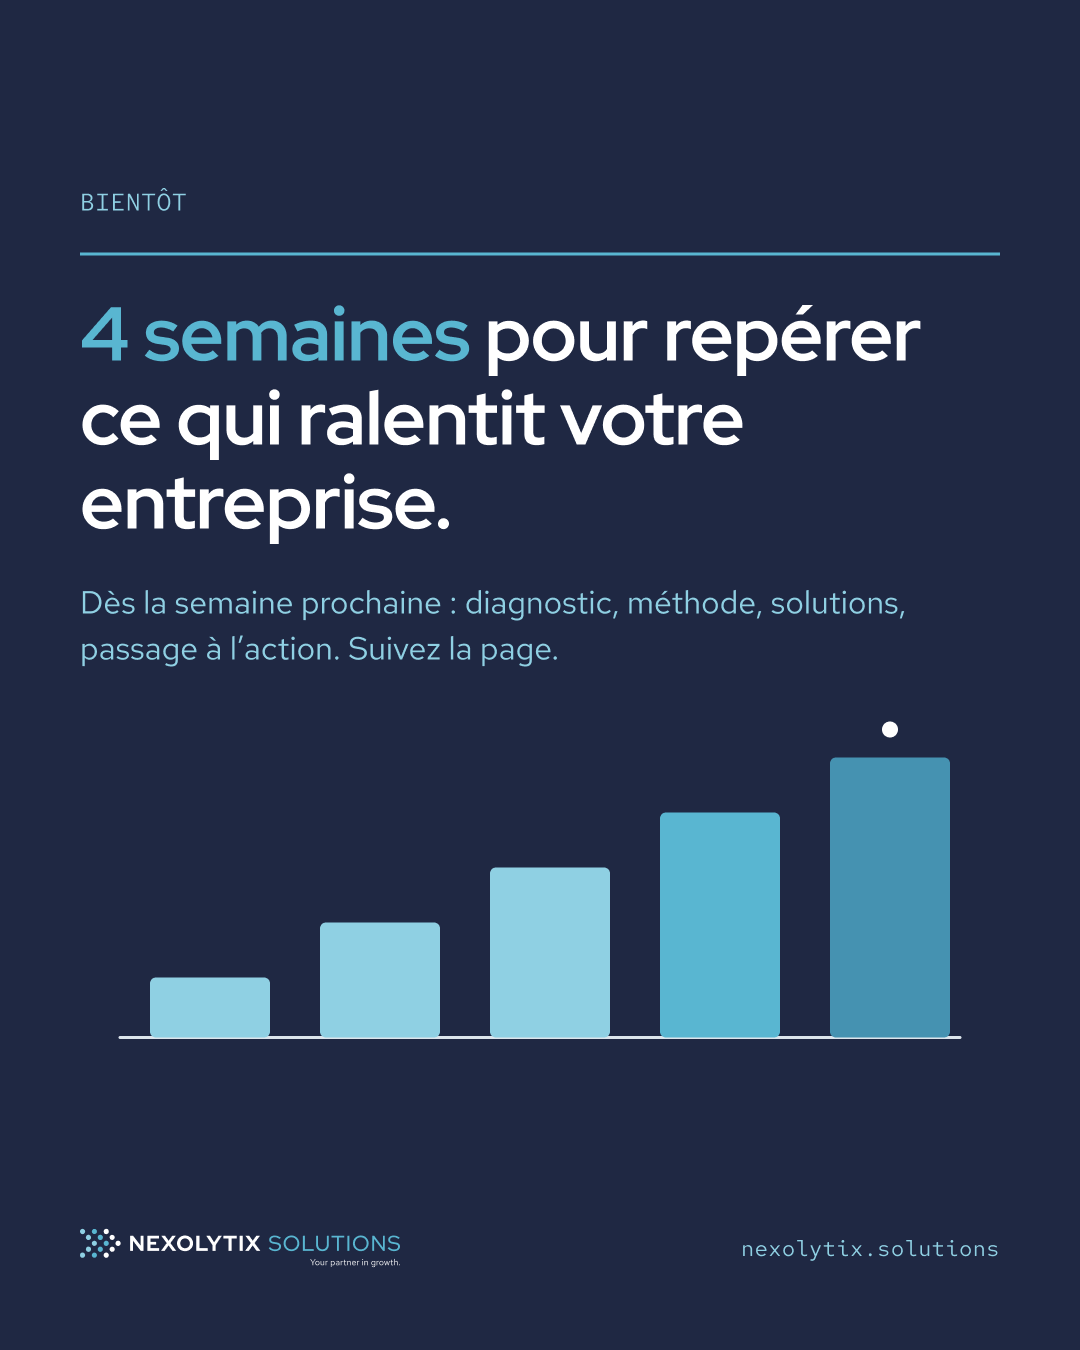 BIENTÔT
4 semaines pour repérer
ce qui ralentit votre
entreprise.
Dès la semaine prochaine : diagnostic, méthode, solutions,
passage à l’action. Suivez la page.
NEXOLYTIX SOLUTIONS
Your partner in growth.
nexolytix.solutions